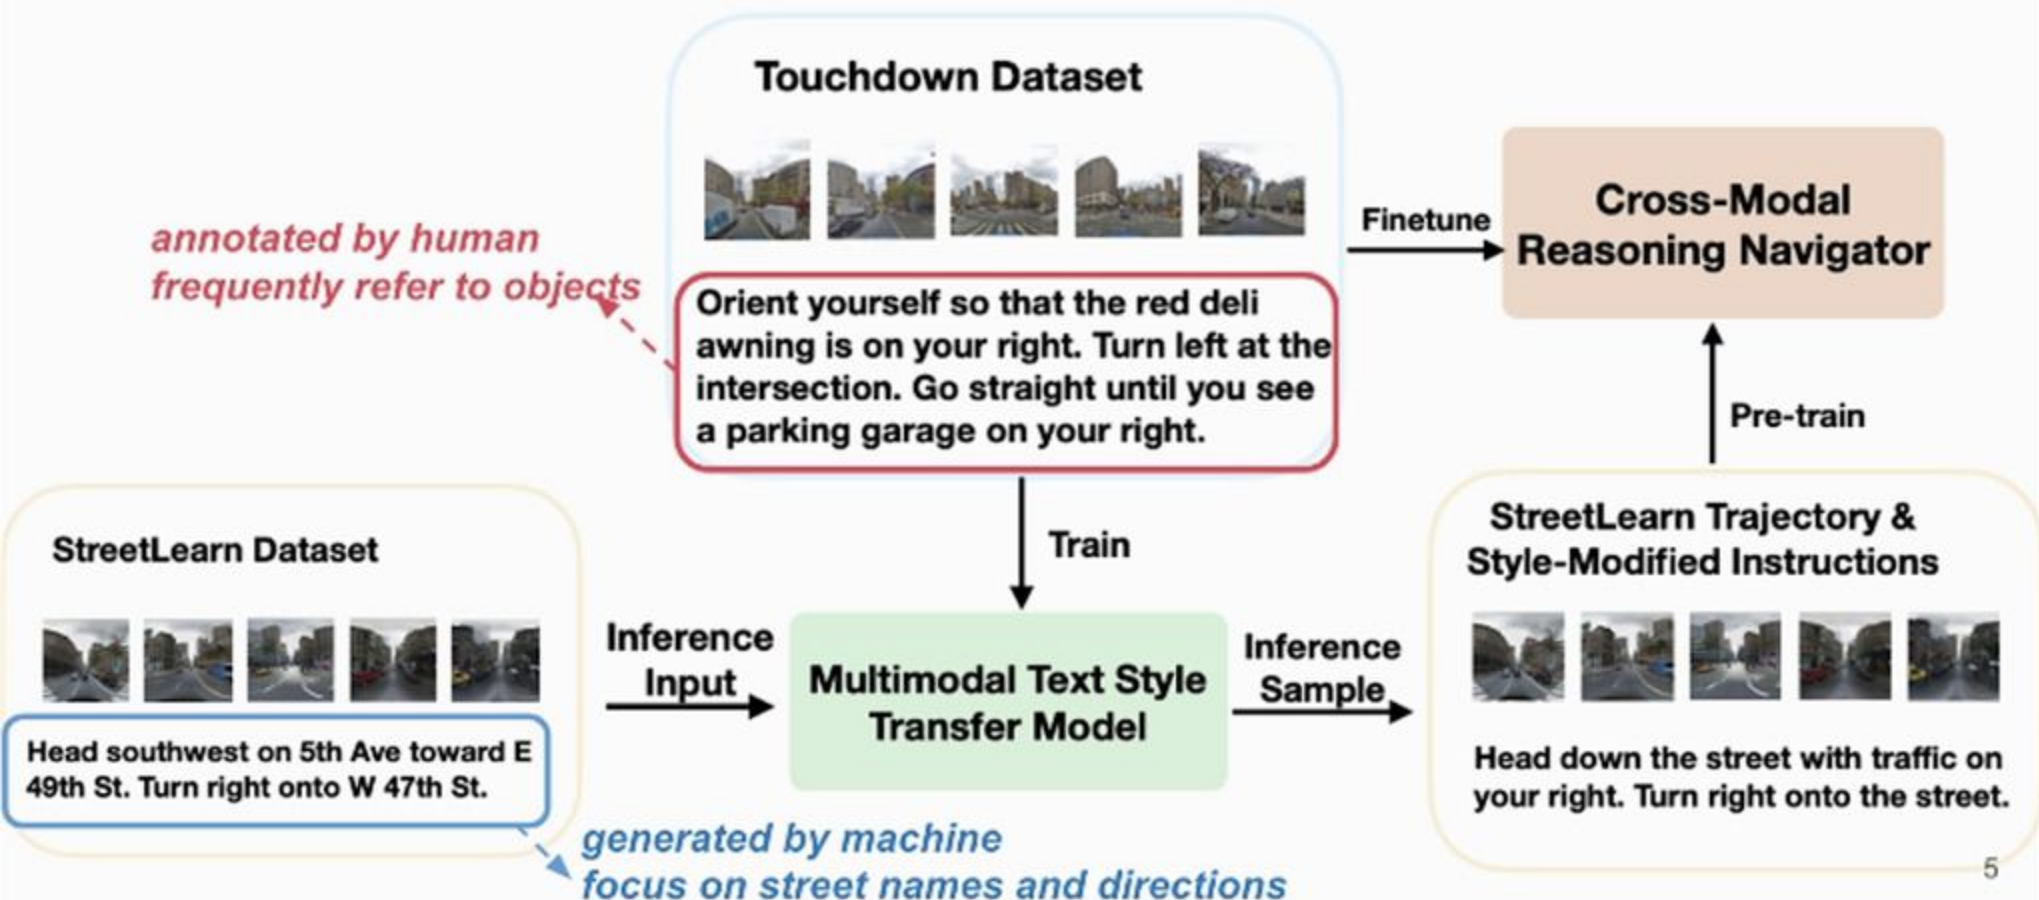 Touchdown Dataset
annotated by human
frequently refer to objects
Orient yourself so that the red deli
awning is on your right. Turn left at the
intersection. Go straight until you see
a parking garage on your right.
Finetune
Cross-Modal
Reasoning Navigator
Pre-train
Train
StreetLearn Dataset
Head southwest on 5th Ave toward E
49th St. Turn right onto W 47th St.
generated by machine
focus on street names and directions
Inference
Input
Multimodal Text Style
Transfer Model
Inference
Sample
StreetLearn Trajectory &
Style-Modified Instructions
Head down the street with traffic on
your right. Turn right onto the street.
5